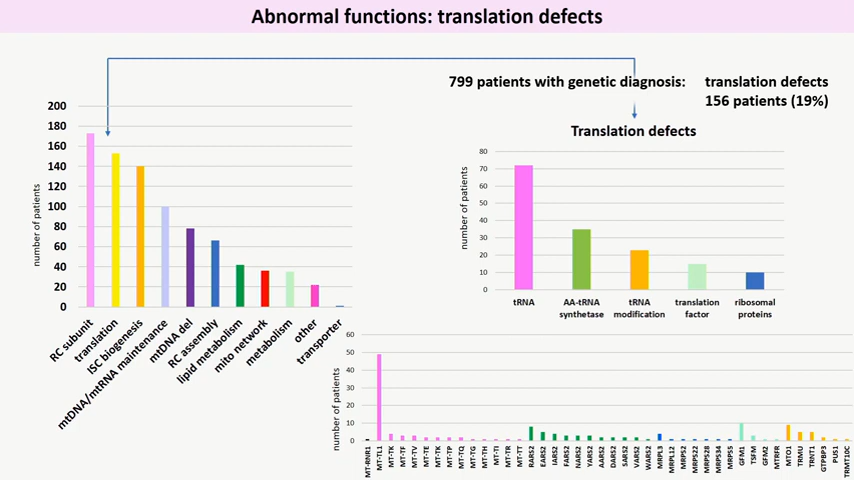 Abnormal functions: translation defects
799 patients with genetic diagnosis: translation defects
156 patients (19%)
number of patients
200
180
160
140
120
100
80
60
40
20
0
RC subunit
translation
ISC biogenesis
mtDNA/mtRNA maintenance
mtDNA del
RC assembly
lipid metabolism
mito network
metabolism
other
transporter
Translation defects
number of patients
80
70
60
50
40
30
20
10
0
tRNA
AA-tRNA
synthetase
tRNA
modification
translation
factor
ribosomal
proteins
number of patients
60
50
40
30
20
10
0
MT-RNR1
MT-TL1
MT-TK
MT-TF
MT-TV
MT-TE
MT-TK
MT-TP
MT-TQ
MT-TG
MT-TH
MT-TI
MT-TR
MT-TT
RARS2
EARS2
IARS2
FARS2
NARS2
YARS2
AARS2
DARS2
SARS2
VARS2
WARS2
MRPL3
MRPL12
MRPS2
MRPS22
MRPS28
MRPS34
MRPS5
GFM1
TSFM
GFM2
MTRFR
MTO1
TRMU
TRNT1
GTPBP3
PUS1
TRMT10C